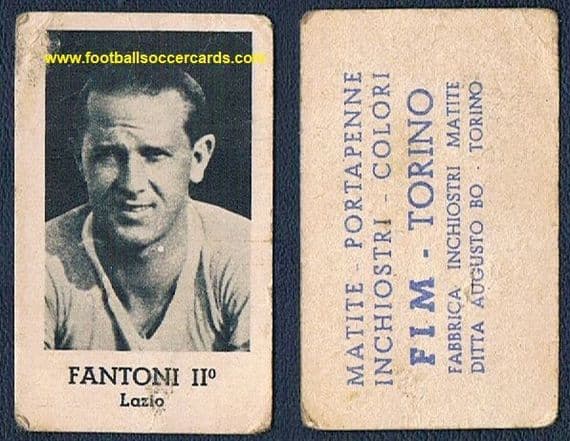 www.footballsoccercards.com
FANTONI IIº
Lazio
MATITE - PORTAPENNE
INCHIOSTRI - COLORI
FIM - TORINO
FABBRICA INCHIOSTRI MATITE
DITTA AUGUSTO BO - TORINO